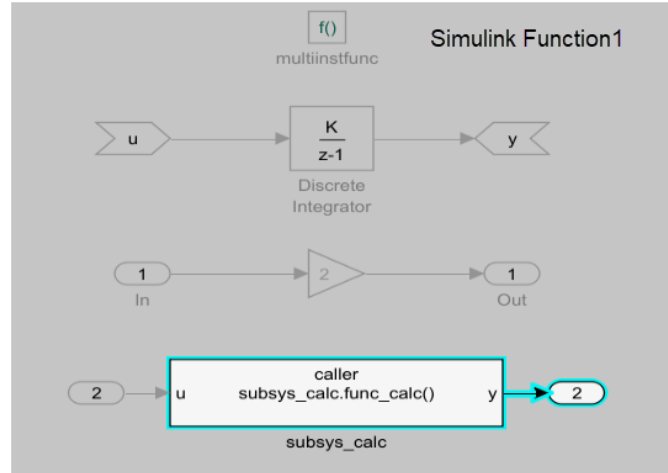 f()
Simulink Function1
multiinstfunc
u
K
z-1
y
Discrete
Integrator
1
2
1
In
Out
caller
2
u
subsys_calc.func_calc()
y
2
subsys_calc